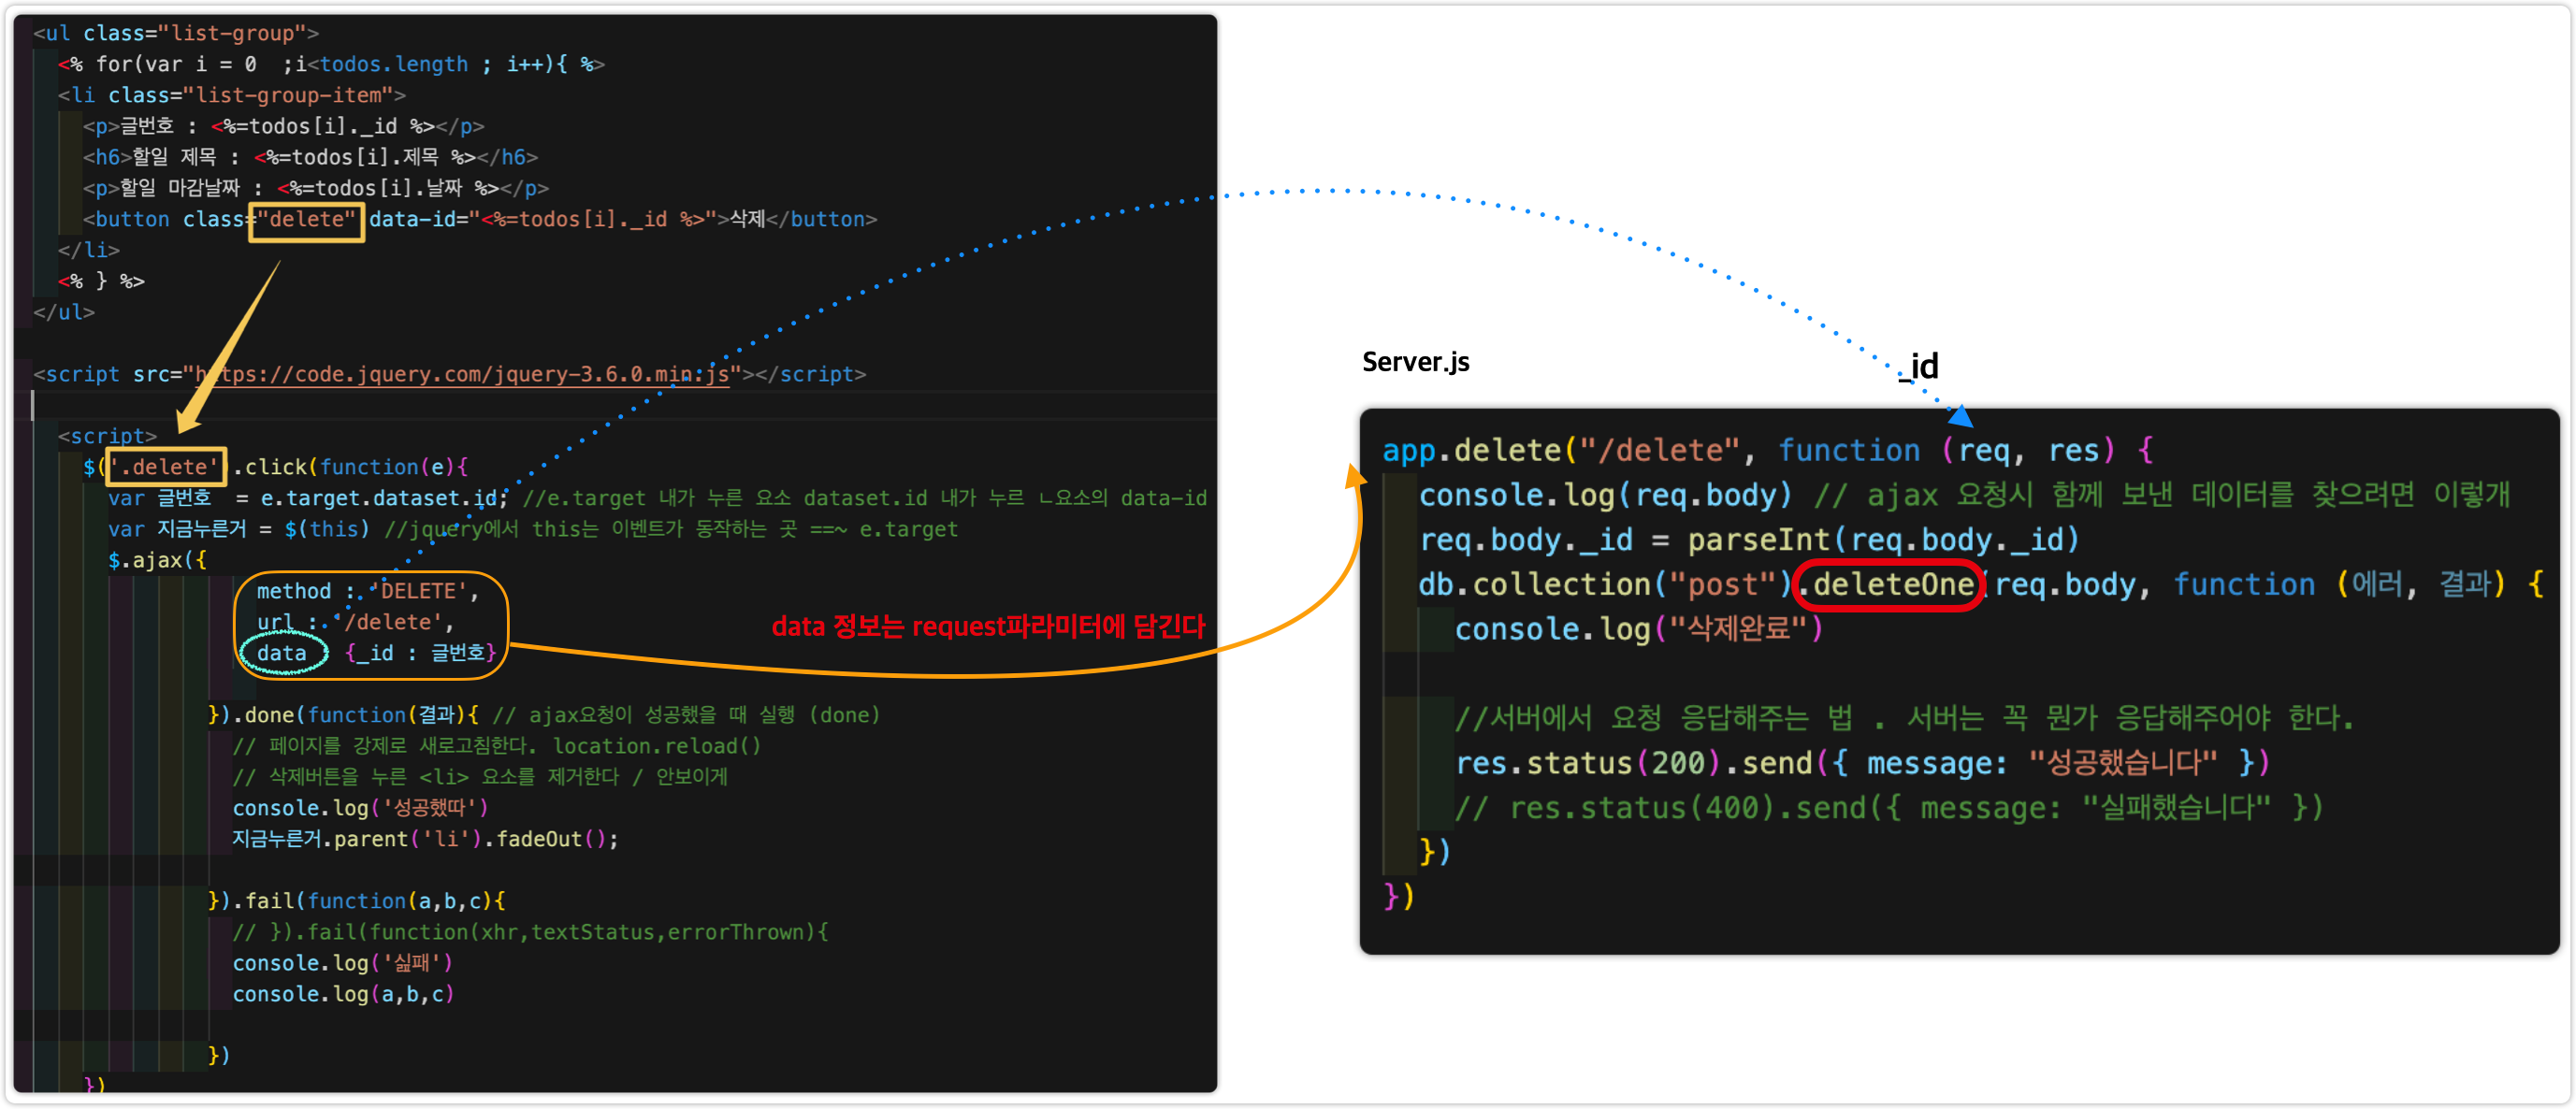 <ul class="list-group">
<% for(var i = 0  ;i<todos.length ; i++){ %>
<li class="list-group-item">
<p>글번호 : <%=todos[i]._id %></p>
<h6>할일 제목 : <%=todos[i].제목 %></h6>
<p>할일 마감날짜 : <%=todos[i].날짜 %></p>
<button class="delete" data-id="<%=todos[i]._id %>">삭제</button>
</li>
<% } %>
</ul>
<script src="https://code.jquery.com/jquery-3.6.0.min.js"></script>
<script>
$('.delete').click(function(e){
var 글번호  = e.target.dataset.id; //e.target 내가 누른 요소 dataset.id 내가 누르 ㄴ요소의 data-id
var 지금누른거 = $(this) //jquery에서 this는 이벤트가 동작하는 곳 ==~ e.target
$.ajax({
method : 'DELETE',
url : '/delete',
data  {_id : 글번호}
}).done(function(결과){ // ajax요청이 성공했을 때 실행 (done)
// 페이지를 강제로 새로고침한다. location.reload()
// 삭제버튼을 누른 <li> 요소를 제거한다 / 안보이게
console.log('성공했따')
지금누른거.parent('li').fadeOut();
}).fail(function(a,b,c){
// }).fail(function(xhr,textStatus,errorThrown){
console.log('싪패')
console.log(a,b,c)
})
})
data 정보는 request파라미터에 담긴다
Server.js
_id
app.delete("/delete", function (req, res) {
console.log(req.body) // ajax 요청시 함께 보낸 데이터를 찾으려면 이렇개
req.body._id = parseInt(req.body._id)
db.collection("post").deleteOne(req.body, function (에러, 결과) {
console.log("삭제완료")
//서버에서 요청 응답해주는 법 . 서버는 꼭 뭔가 응답해주어야 한다.
res.status(200).send({ message: "성공했습니다" })
// res.status(400).send({ message: "실패했습니다" })
})
})